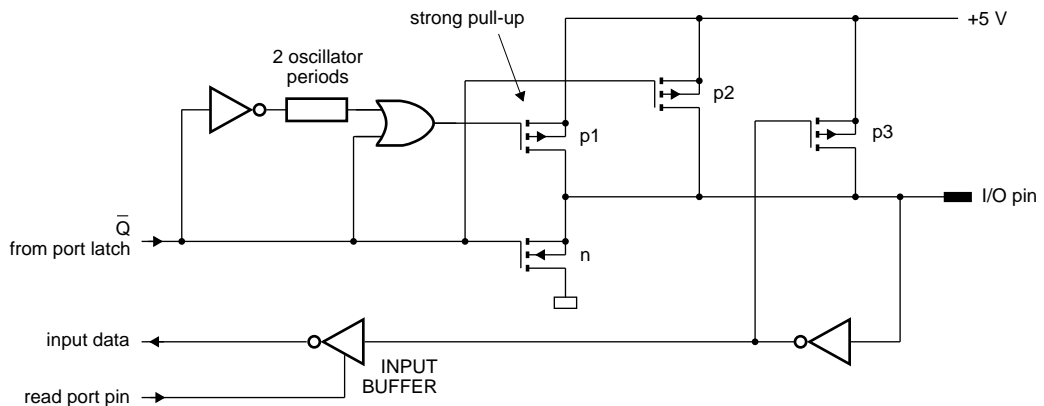 strong pull-up
+5 V
2 oscillator
periods
p2
p1
p3
I/O pin
Q̅
from port latch
n
input data
INPUT
BUFFER
read port pin